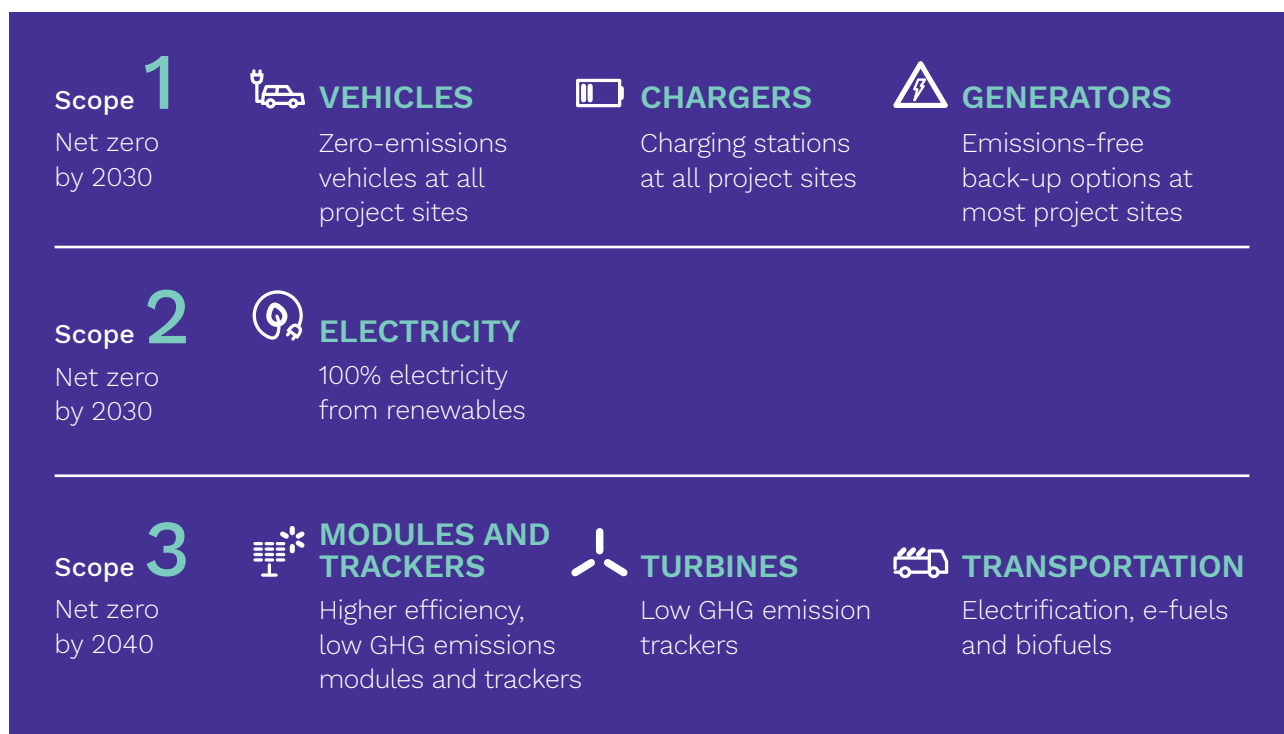 Scope 1
Net zero
by 2030
VEHICLES
Zero-emissions
vehicles at all
project sites
CHARGERS
Charging stations
at all project sites
GENERATORS
Emissions-free
back-up options at
most project sites
Scope 2
Net zero
by 2030
ELECTRICITY
100% electricity
from renewables
Scope 3
Net zero
by 2040
MODULES AND
TRACKERS
Higher efficiency,
low GHG emissions
modules and trackers
TURBINES
Low GHG emission
trackers
TRANSPORTATION
Electrification, e-fuels
and biofuels